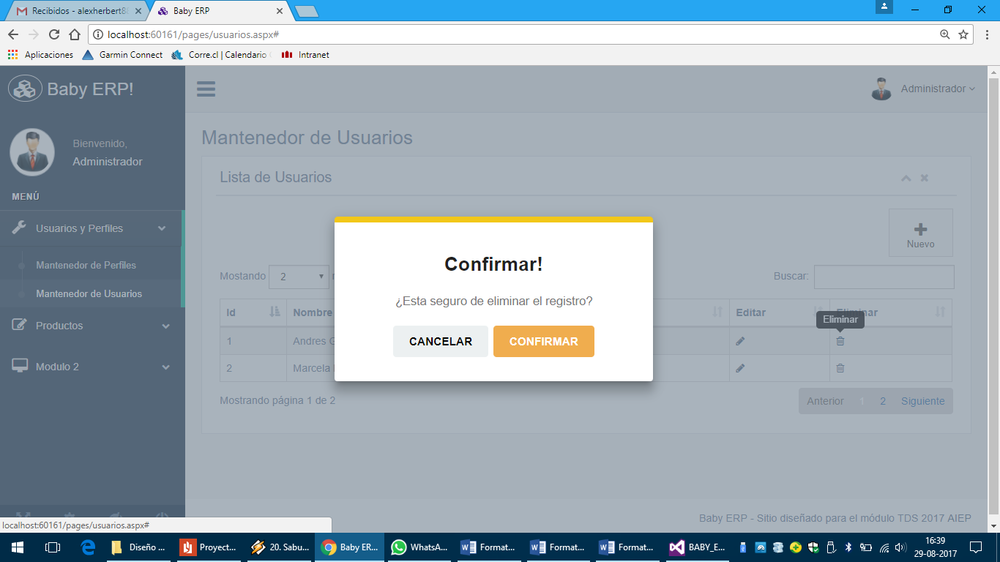 Recibidos - alexherbert8
Baby ERP
localhost:60161/pages/usuarios.aspx#
Aplicaciones Garmin Connect Corre.cl | Calendario Intranet
Baby ERP!
Administrador
Bienvenido,
Administrador
MENÚ
Usuarios y Perfiles
Mantenedor de Perfiles
Mantenedor de Usuarios
Productos
Modulo 2
Mantenedor de Usuarios
Lista de Usuarios
Nuevo
Mostando 2
Buscar:
Id Nombre Editar Eliminar
Eliminar
1 Andres G
2 Marcela
Mostrando página 1 de 2
Anterior 1 2 Siguiente
Confirmar!
¿Esta seguro de eliminar el registro?
CANCELAR CONFIRMAR
Baby ERP - Sitio diseñado para el módulo TDS 2017 AIEP
localhost:60161/pages/usuarios.aspx#
Diseño ... Proyect... 20. Sabu... Baby ER... WhatsA... Format... Format... Format... BABY_E...
16:39
29-08-2017